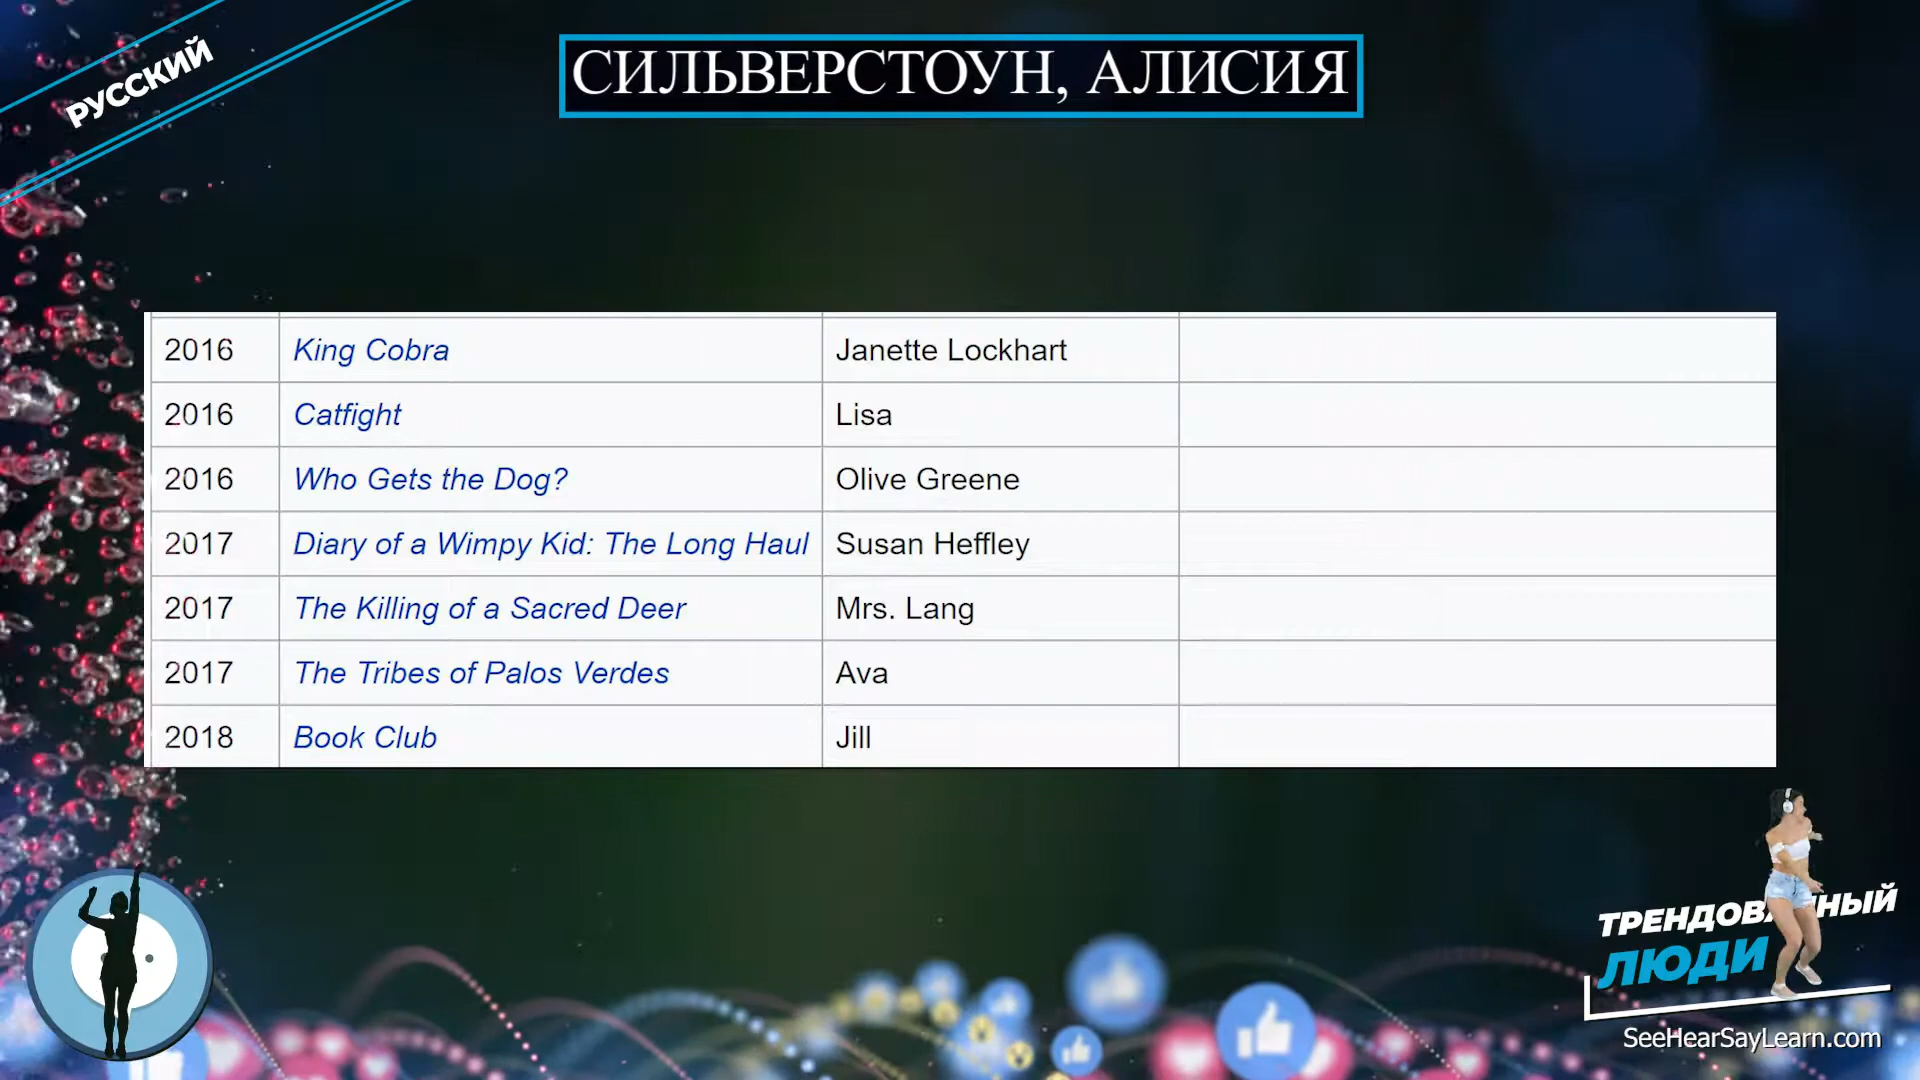 РУССКИЙ
СИЛЬВЕРСТОУН, АЛИСИЯ
2016 King Cobra Janette Lockhart
2016 Catfight Lisa
2016 Who Gets the Dog? Olive Greene
2017 Diary of a Wimpy Kid: The Long Haul Susan Heffley
2017 The Killing of a Sacred Deer Mrs. Lang
2017 The Tribes of Palos Verdes Ava
2018 Book Club Jill
ЛЮДИ
SeeHearSayLearn.com